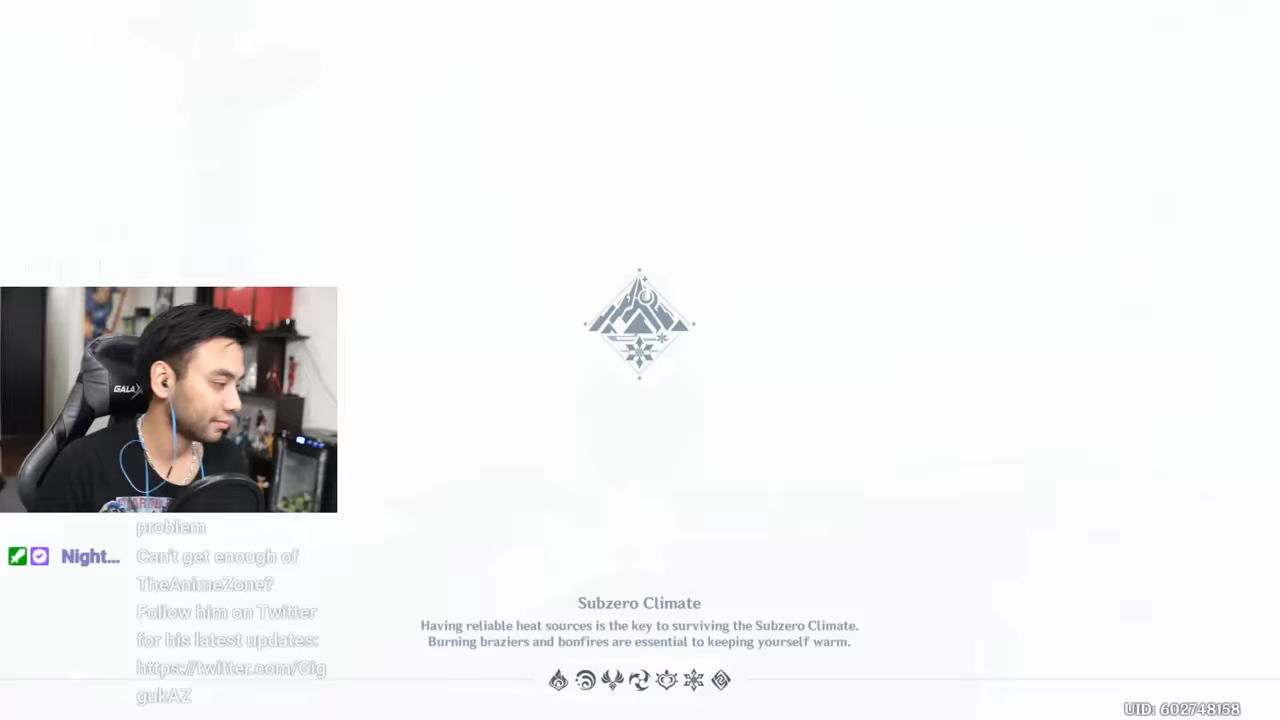 GALAX
problem
Night...
Can't get enough of
TheAnimeZone?
Follow him on Twitter
for his latest updates:
https://twitter.com/Gig
gukAZ
Subzero Climate
Having reliable heat sources is the key to surviving the Subzero Climate.
Burning braziers and bonfires are essential to keeping yourself warm.
UID: 602748158